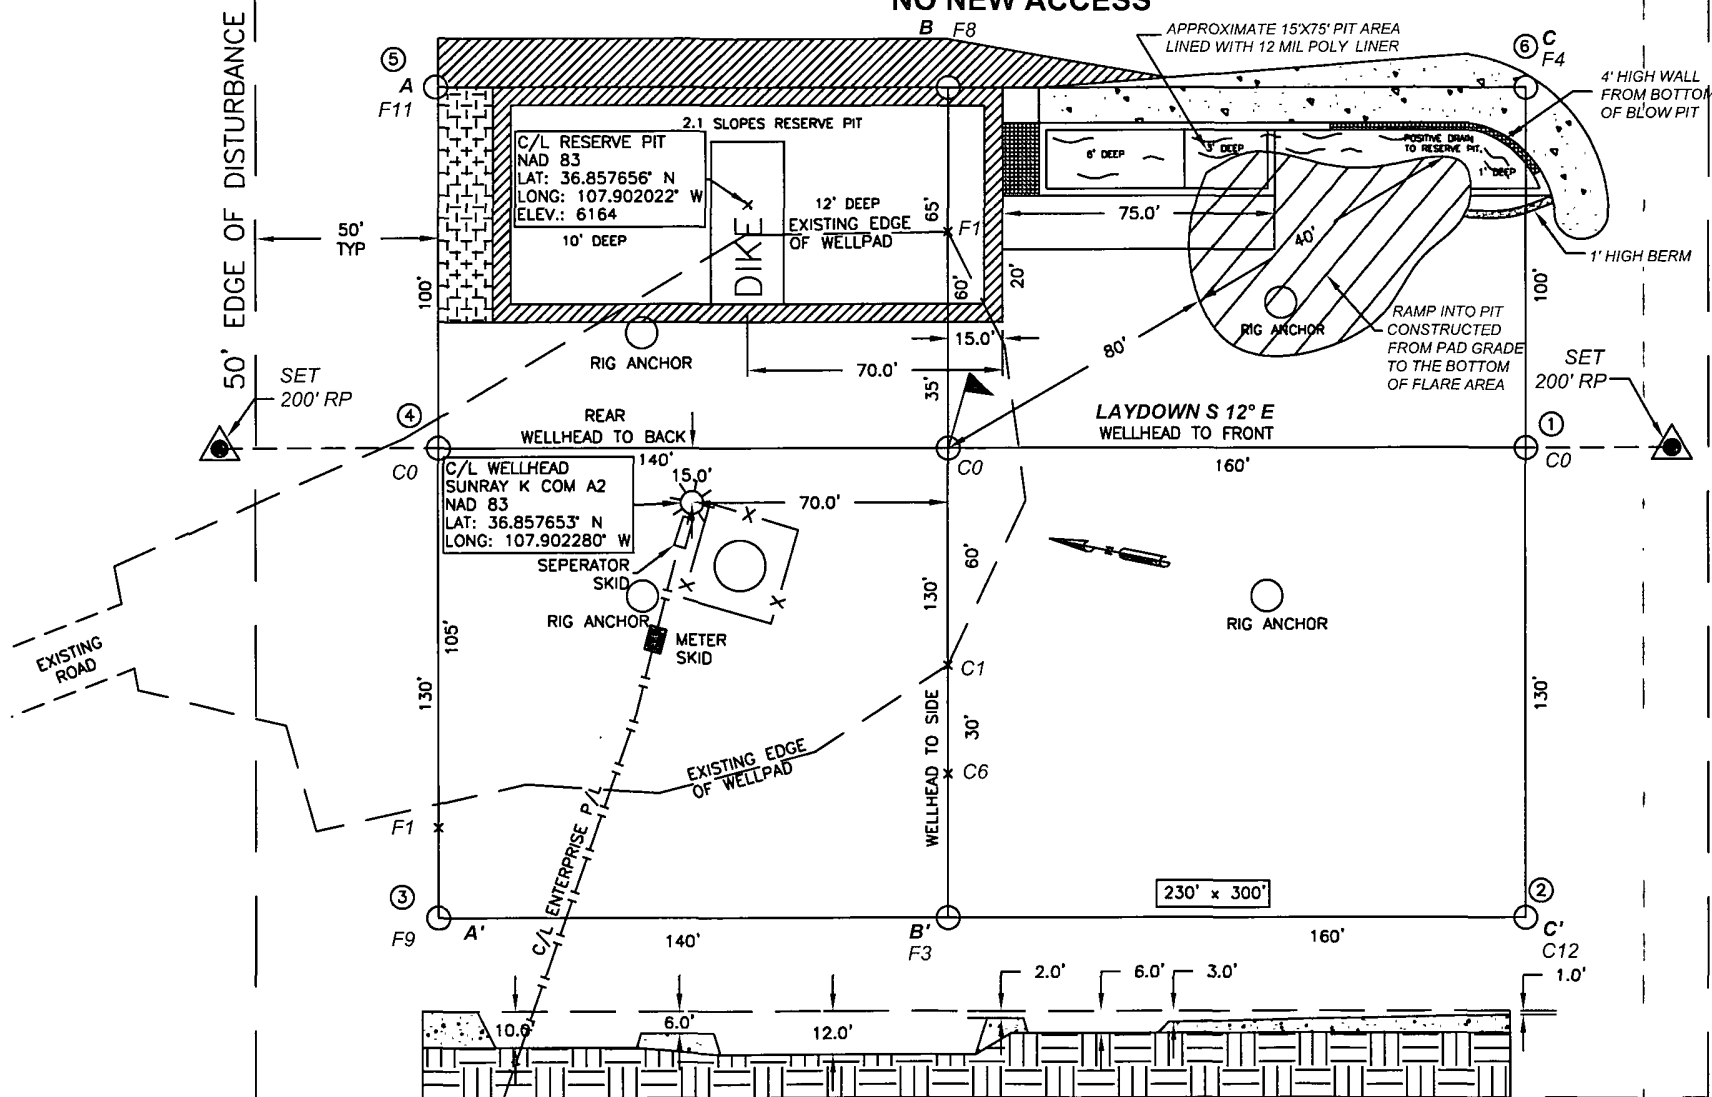 NO NEW ACCESS
50' EDGE OF DISTURBANCE
5
A
F11
B
F8
APPROXIMATE 15'X75' PIT AREA
LINED WITH 12 MIL POLY LINER
6
C
F4
4' HIGH WALL
FROM BOTTOM
OF BLOW PIT
2.1 SLOPES RESERVE PIT
C/L RESERVE PIT
NAD 83
LAT: 36.857656° N
LONG: 107.902022° W
ELEV.: 6164
10' DEEP
12' DEEP
EXISTING EDGE
OF WELLPAD
DIKE
65'
F1
60'
20'
6' DEEP
3' DEEP
POSITIVE DRAIN
TO RESERVE PIT.
1' DEEP
75.0'
40'
1' HIGH BERM
50'
TYP
100'
100'
RIG ANCHOR
RIG ANCHOR
RAMP INTO PIT
CONSTRUCTED
FROM PAD GRADE
TO THE BOTTOM
OF FLARE AREA
15.0'
70.0'
80'
35'
SET
200' RP
SET
200' RP
4
C0
REAR
WELLHEAD TO BACK
140'
C0
LAYDOWN S 12° E
WELLHEAD TO FRONT
160'
1
C0
C/L WELLHEAD
SUNRAY K COM A2
NAD 83
LAT: 36.857653° N
LONG: 107.902280° W
15.0'
70.0'
SEPERATOR
SKID
RIG ANCHOR
METER
SKID
60'
130'
RIG ANCHOR
EXISTING
ROAD
105'
130'
C1
30'
130'
WELLHEAD TO SIDE
C6
EXISTING EDGE
OF WELLPAD
C/L ENTERPRISE P/L
F1
3
F9
A'
140'
B'
F3
230' x 300'
160'
2
C'
C12
10.0'
6.0'
12.0'
2.0'
6.0'
3.0'
1.0'